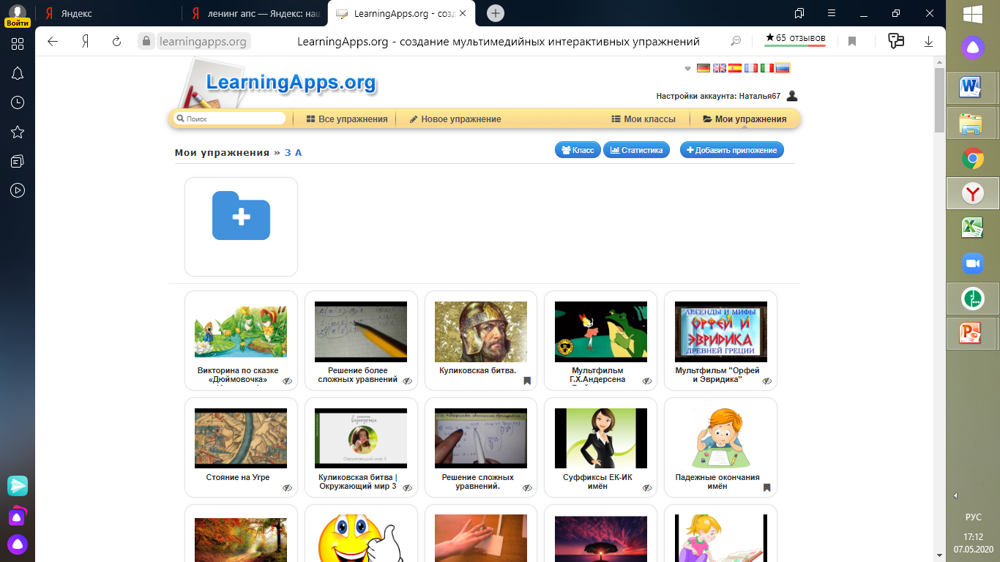 Яндекс
ленинг апс — Яндекс: наш
LearningApps.org - созд
Войти
learningapps.org
LearningApps.org - создание мультимедийных интерактивных упражнений
★65 отзывов
LearningApps.org
Настройки аккаунта: Наталья67
Поиск
Все упражнения
Новое упражнение
Мои классы
Мои упражнения
Мои упражнения » 3 А
Класс
Статистика
Добавить приложение
ЛЕГЕНДЫ И МИФЫ
ОРФЕЙ И
ЭВРИДИКА
ДРЕВНЕЙ ГРЕЦИИ
Викторина по сказке
«Дюймовочка»
Решение более
сложных уравнений
Куликовская битва.
Мультфильм
Г.Х.Андерсена
Мультфильм "Орфей
и Эвридика"
видеоуроки
Окружающий мир 3
Стояние на Угре
Куликовская битва |
Окружающий мир 3
Решение сложных
уравнений.
Суффиксы ЕК-ИК
имён
Падежные окончания
имён
РУС
17:12
07.05.2020